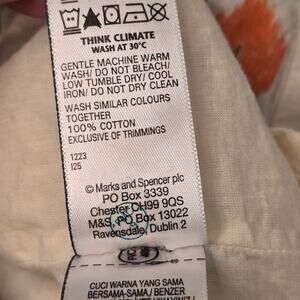 THINK CLIMATE
WASH AT 30°C
GENTLE MACHINE WARM
WASH/ DO NOT BLEACH/
LOW TUMBLE DRY/ COOL
IRON/ DO NOT DRY CLEAN
WASH SIMILAR COLOURS
TOGETHER
100% COTTON
EXCLUSIVE OF TRIMMINGS
1223
I25
© Marks and Spencer plc
PO Box 3339
Chester CH99 9QS
M&S, PO Box 13022
Ravensdale, Dublin 2
CUCI WARNA YANG SAMA
BERSAMA-SAMA/ BENZER